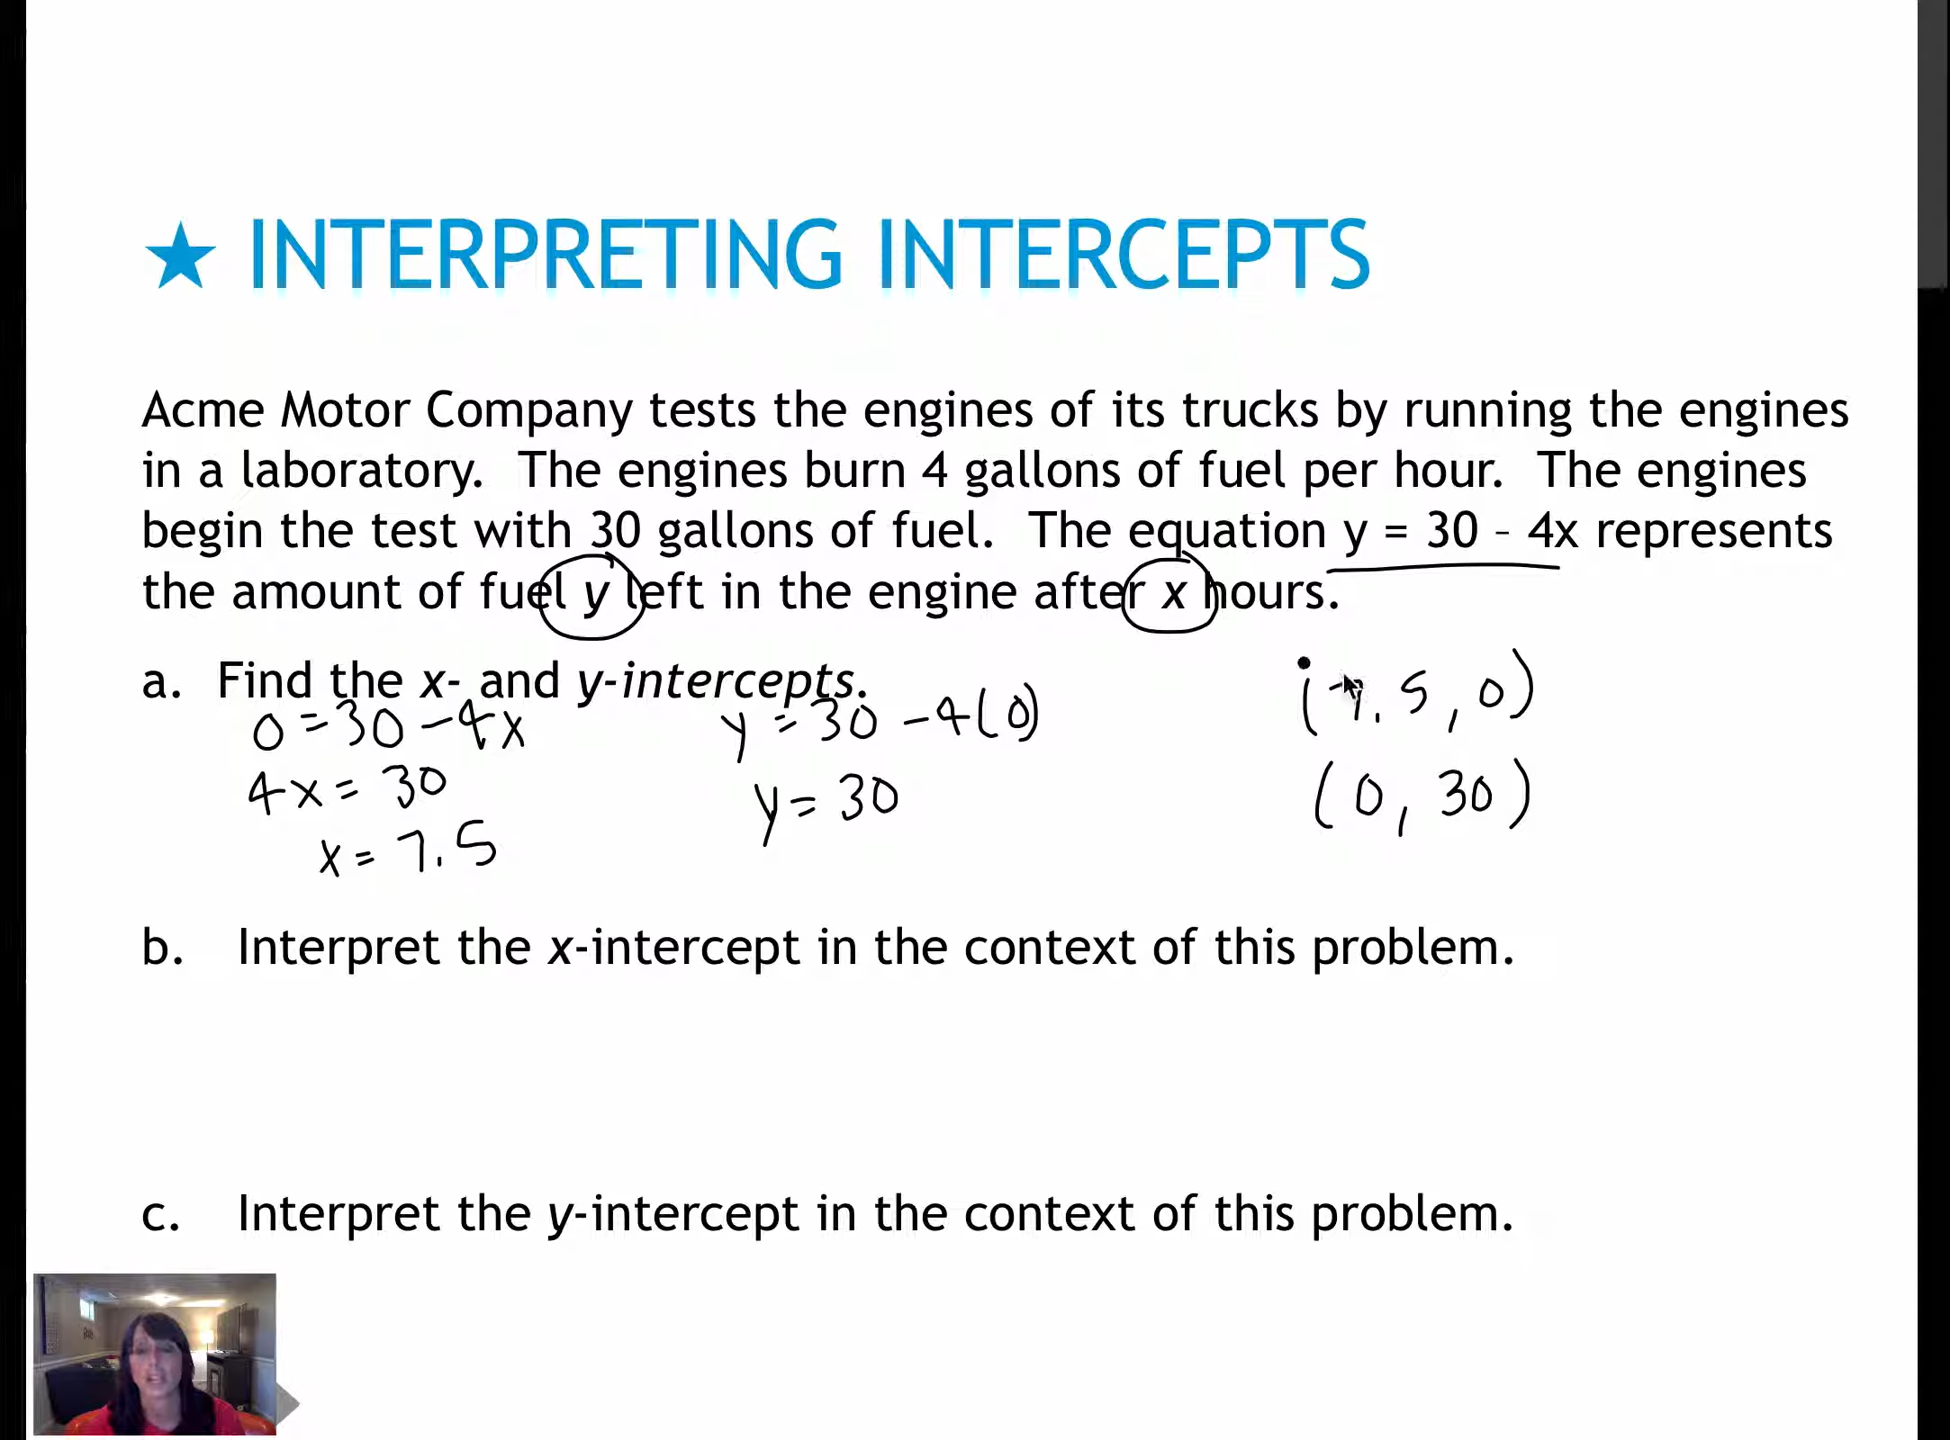 ★ INTERPRETING INTERCEPTS
Acme Motor Company tests the engines of its trucks by running the engines
in a laboratory. The engines burn 4 gallons of fuel per hour. The engines
begin the test with 30 gallons of fuel. The equation y = 30 – 4x represents
the amount of fuel y left in the engine after x hours.
a. Find the x- and y-intercepts.
0 = 30 - 4x
4x = 30
x = 7.5
y = 30 - 4(0)
y = 30
(7.5, 0)
(0, 30)
b. Interpret the x-intercept in the context of this problem.
c. Interpret the y-intercept in the context of this problem.